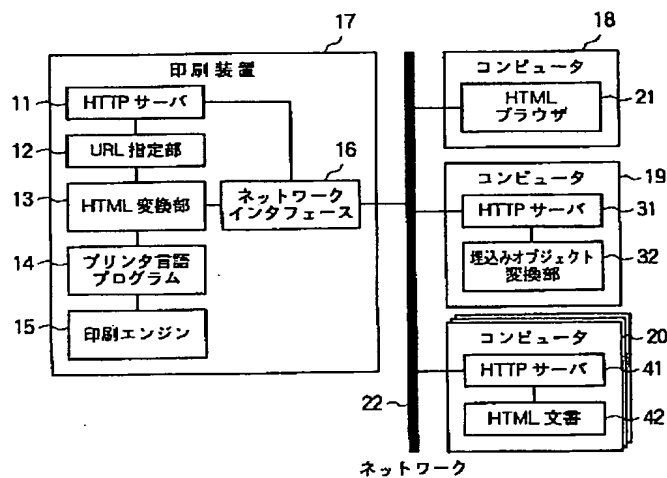 17
印刷装置
11
HTTP サーバ
12
URL 指定部
13
HTML 変換部
14
プリンタ言語
プログラム
15
印刷エンジン
16
ネットワーク
インタフェース
22
ネットワーク
18
コンピュータ
HTML
ブラウザ
21
19
コンピュータ
HTTP サーバ
31
埋込みオブジェクト
変換部
32
20
コンピュータ
HTTP サーバ
41
HTML 文書
42